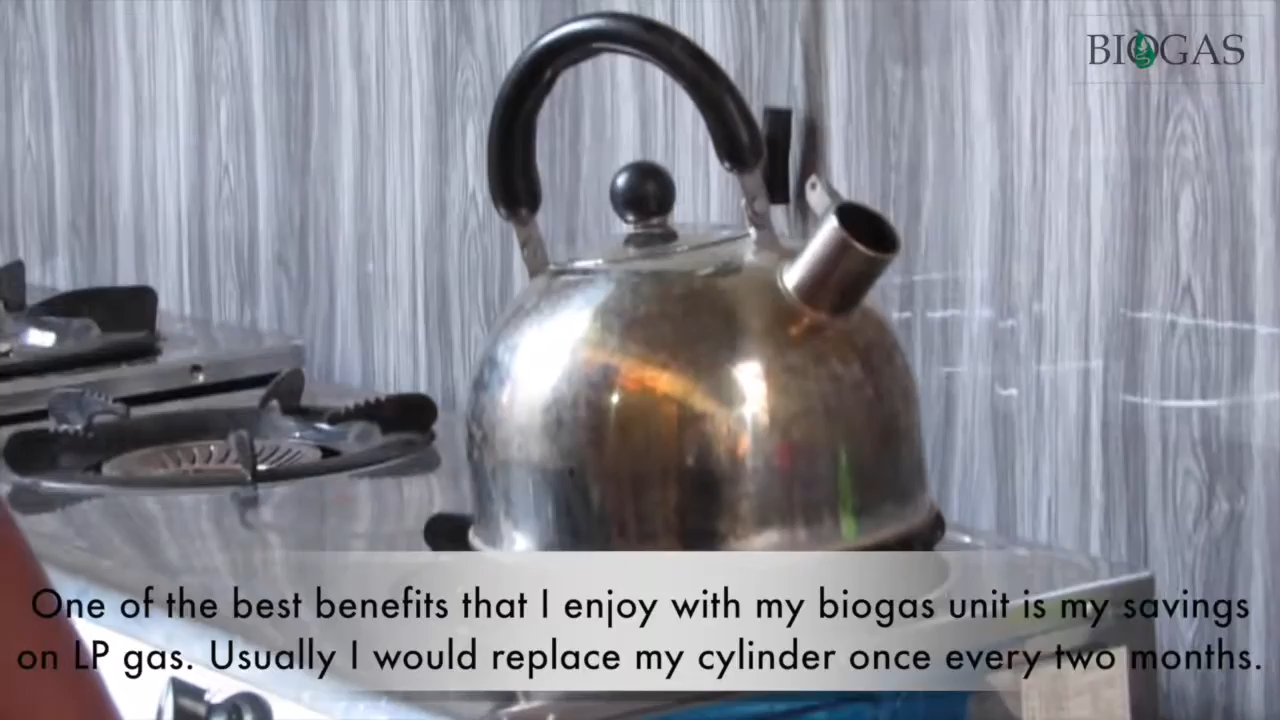 BIOGAS
One of the best benefits that I enjoy with my biogas unit is my savings
on LP gas. Usually I would replace my cylinder once every two months.